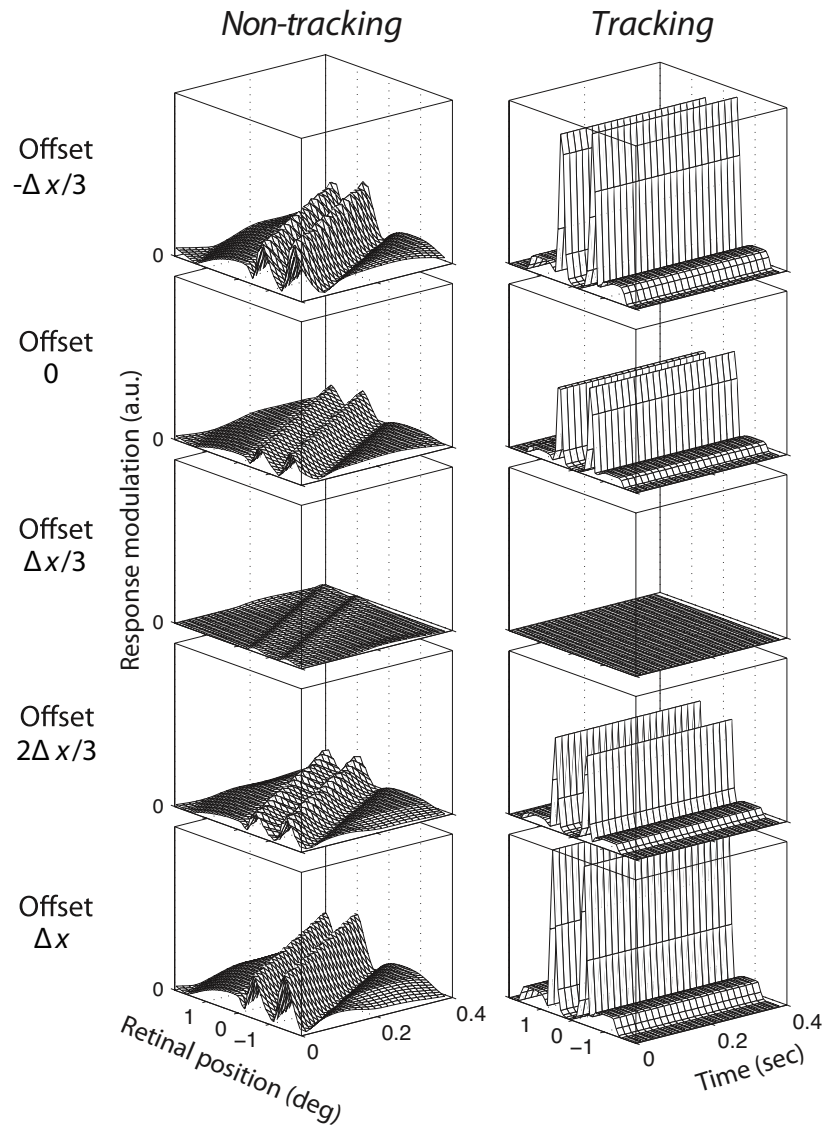 Non-tracking
Tracking
Offset
-Δx/3
0
Offset
0
0
Offset
Δx/3
0
Offset
2Δx/3
0
Offset
Δx
0
Response modulation (a.u.)
1 0 −1
0 0.2 0.4
Retinal position (deg)
1 0 −1
0 0.2 0.4
Time (sec)